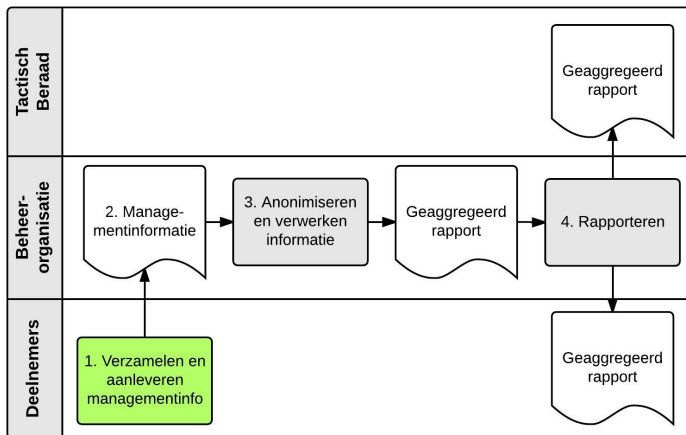 Tactisch
Beraad
Geaggregeerd
rapport
Beheer-
organisatie
2. Manage-
mentinformatie
3. Anonimiseren
en verwerken
informatie
Geaggregeerd
rapport
4. Rapporteren
Deelnemers
1. Verzamelen en
aanleveren
managementinfo
Geaggregeerd
rapport